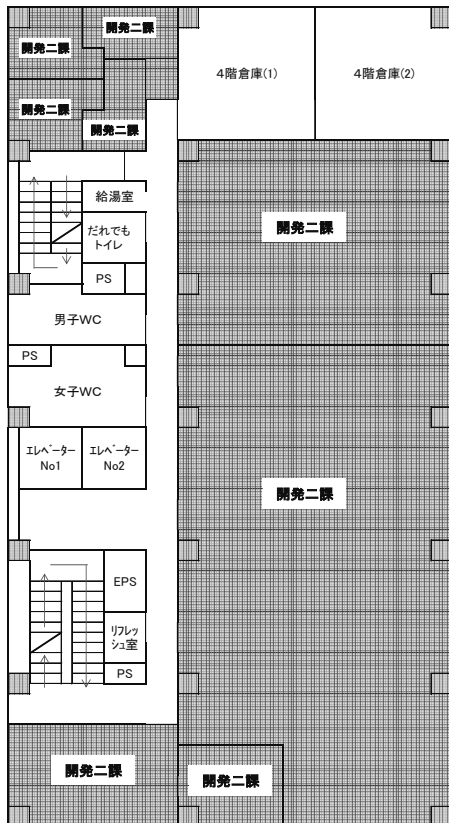 開発二課
開発二課
４階倉庫(1)
４階倉庫(2)
開発二課
開発二課
給湯室
だれでも
トイレ
開発二課
PS
男子WC
PS
女子WC
ｴﾚﾍﾞｰﾀｰ
No1
ｴﾚﾍﾞｰﾀｰ
No2
開発二課
EPS
ﾘﾌﾚｯ
ｼｭ室
PS
開発二課
開発二課